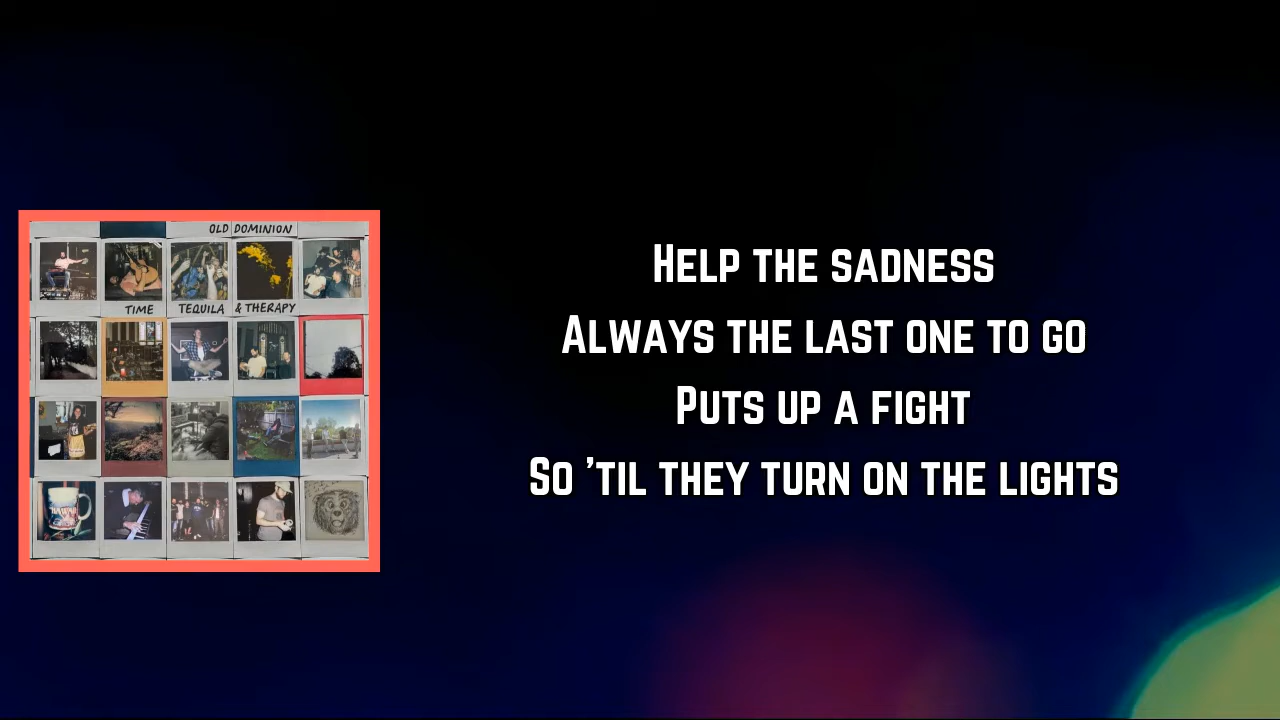 OLD DOMINION
TIME TEQUILA & THERAPY
HELP THE SADNESS
ALWAYS THE LAST ONE TO GO
PUTS UP A FIGHT
SO 'TIL THEY TURN ON THE LIGHTS